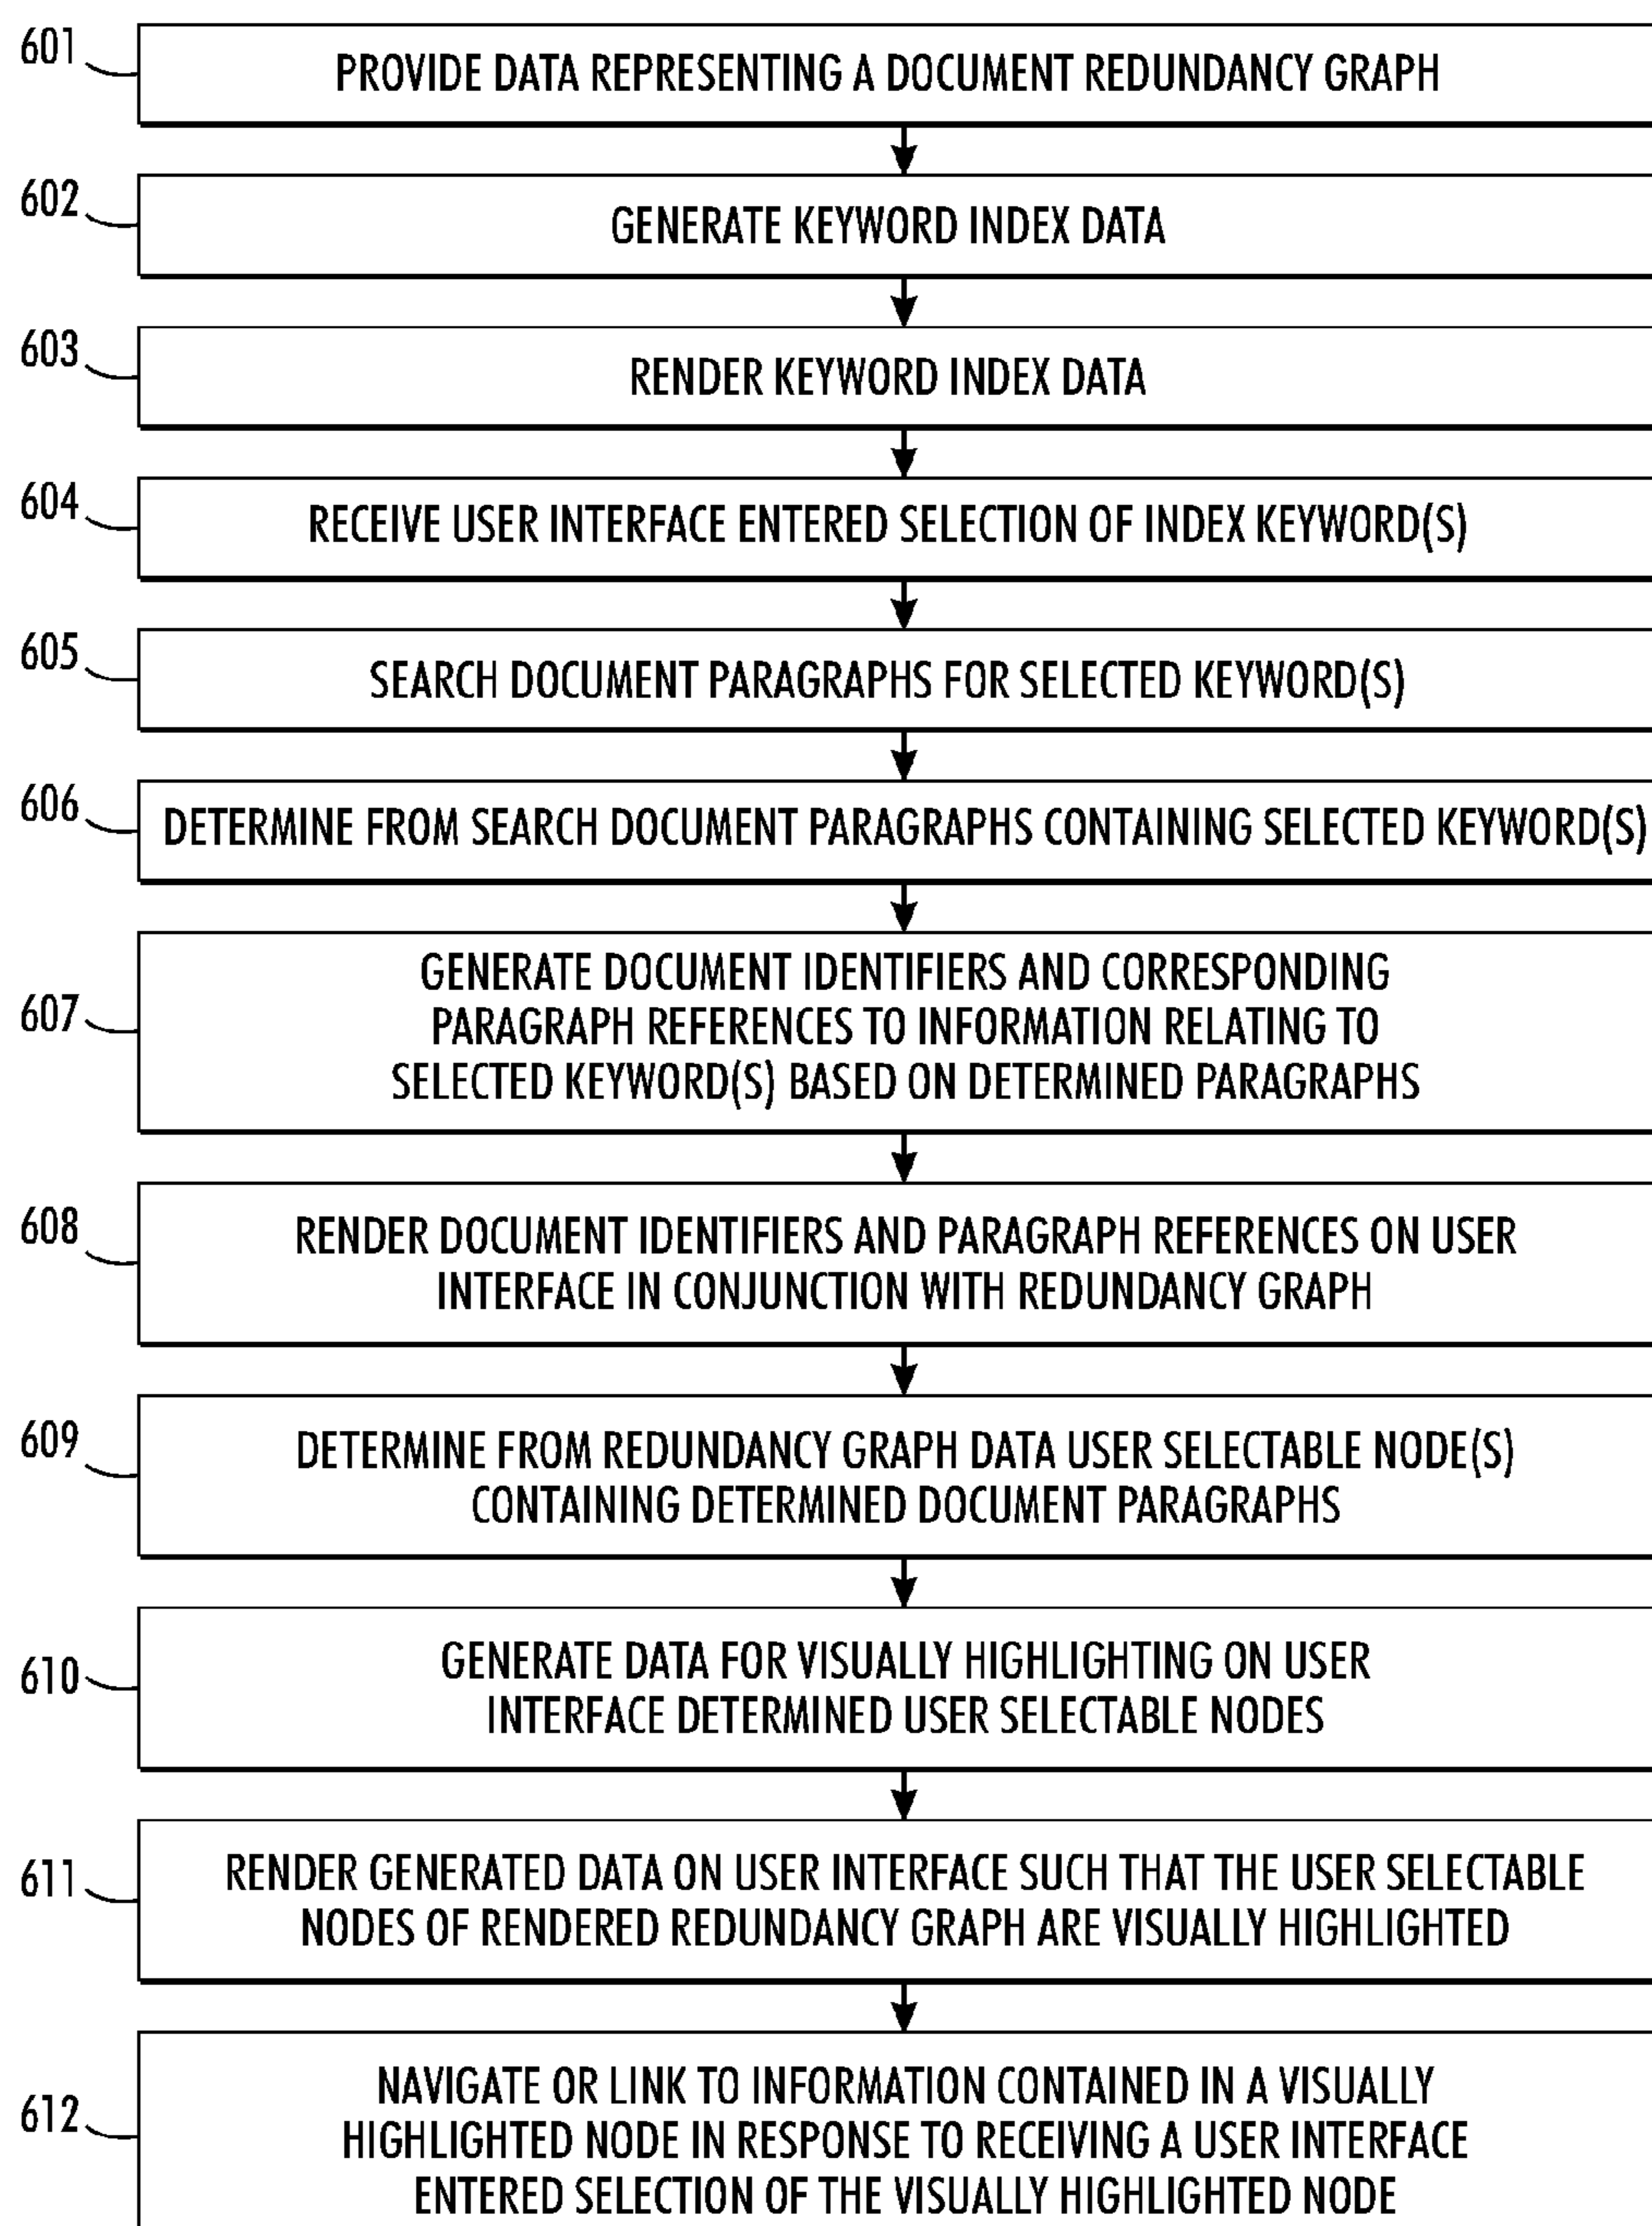 601
PROVIDE DATA REPRESENTING A DOCUMENT REDUNDANCY GRAPH
602
GENERATE KEYWORD INDEX DATA
603
RENDER KEYWORD INDEX DATA
604
RECEIVE USER INTERFACE ENTERED SELECTION OF INDEX KEYWORD(S)
605
SEARCH DOCUMENT PARAGRAPHS FOR SELECTED KEYWORD(S)
606
DETERMINE FROM SEARCH DOCUMENT PARAGRAPHS CONTAINING SELECTED KEYWORD(S)
607
GENERATE DOCUMENT IDENTIFIERS AND CORRESPONDING
PARAGRAPH REFERENCES TO INFORMATION RELATING TO
SELECTED KEYWORD(S) BASED ON DETERMINED PARAGRAPHS
608
RENDER DOCUMENT IDENTIFIERS AND PARAGRAPH REFERENCES ON USER
INTERFACE IN CONJUNCTION WITH REDUNDANCY GRAPH
609
DETERMINE FROM REDUNDANCY GRAPH DATA USER SELECTABLE NODE(S)
CONTAINING DETERMINED DOCUMENT PARAGRAPHS
610
GENERATE DATA FOR VISUALLY HIGHLIGHTING ON USER
INTERFACE DETERMINED USER SELECTABLE NODES
611
RENDER GENERATED DATA ON USER INTERFACE SUCH THAT THE USER SELECTABLE
NODES OF RENDERED REDUNDANCY GRAPH ARE VISUALLY HIGHLIGHTED
612
NAVIGATE OR LINK TO INFORMATION CONTAINED IN A VISUALLY
HIGHLIGHTED NODE IN RESPONSE TO RECEIVING A USER INTERFACE
ENTERED SELECTION OF THE VISUALLY HIGHLIGHTED NODE